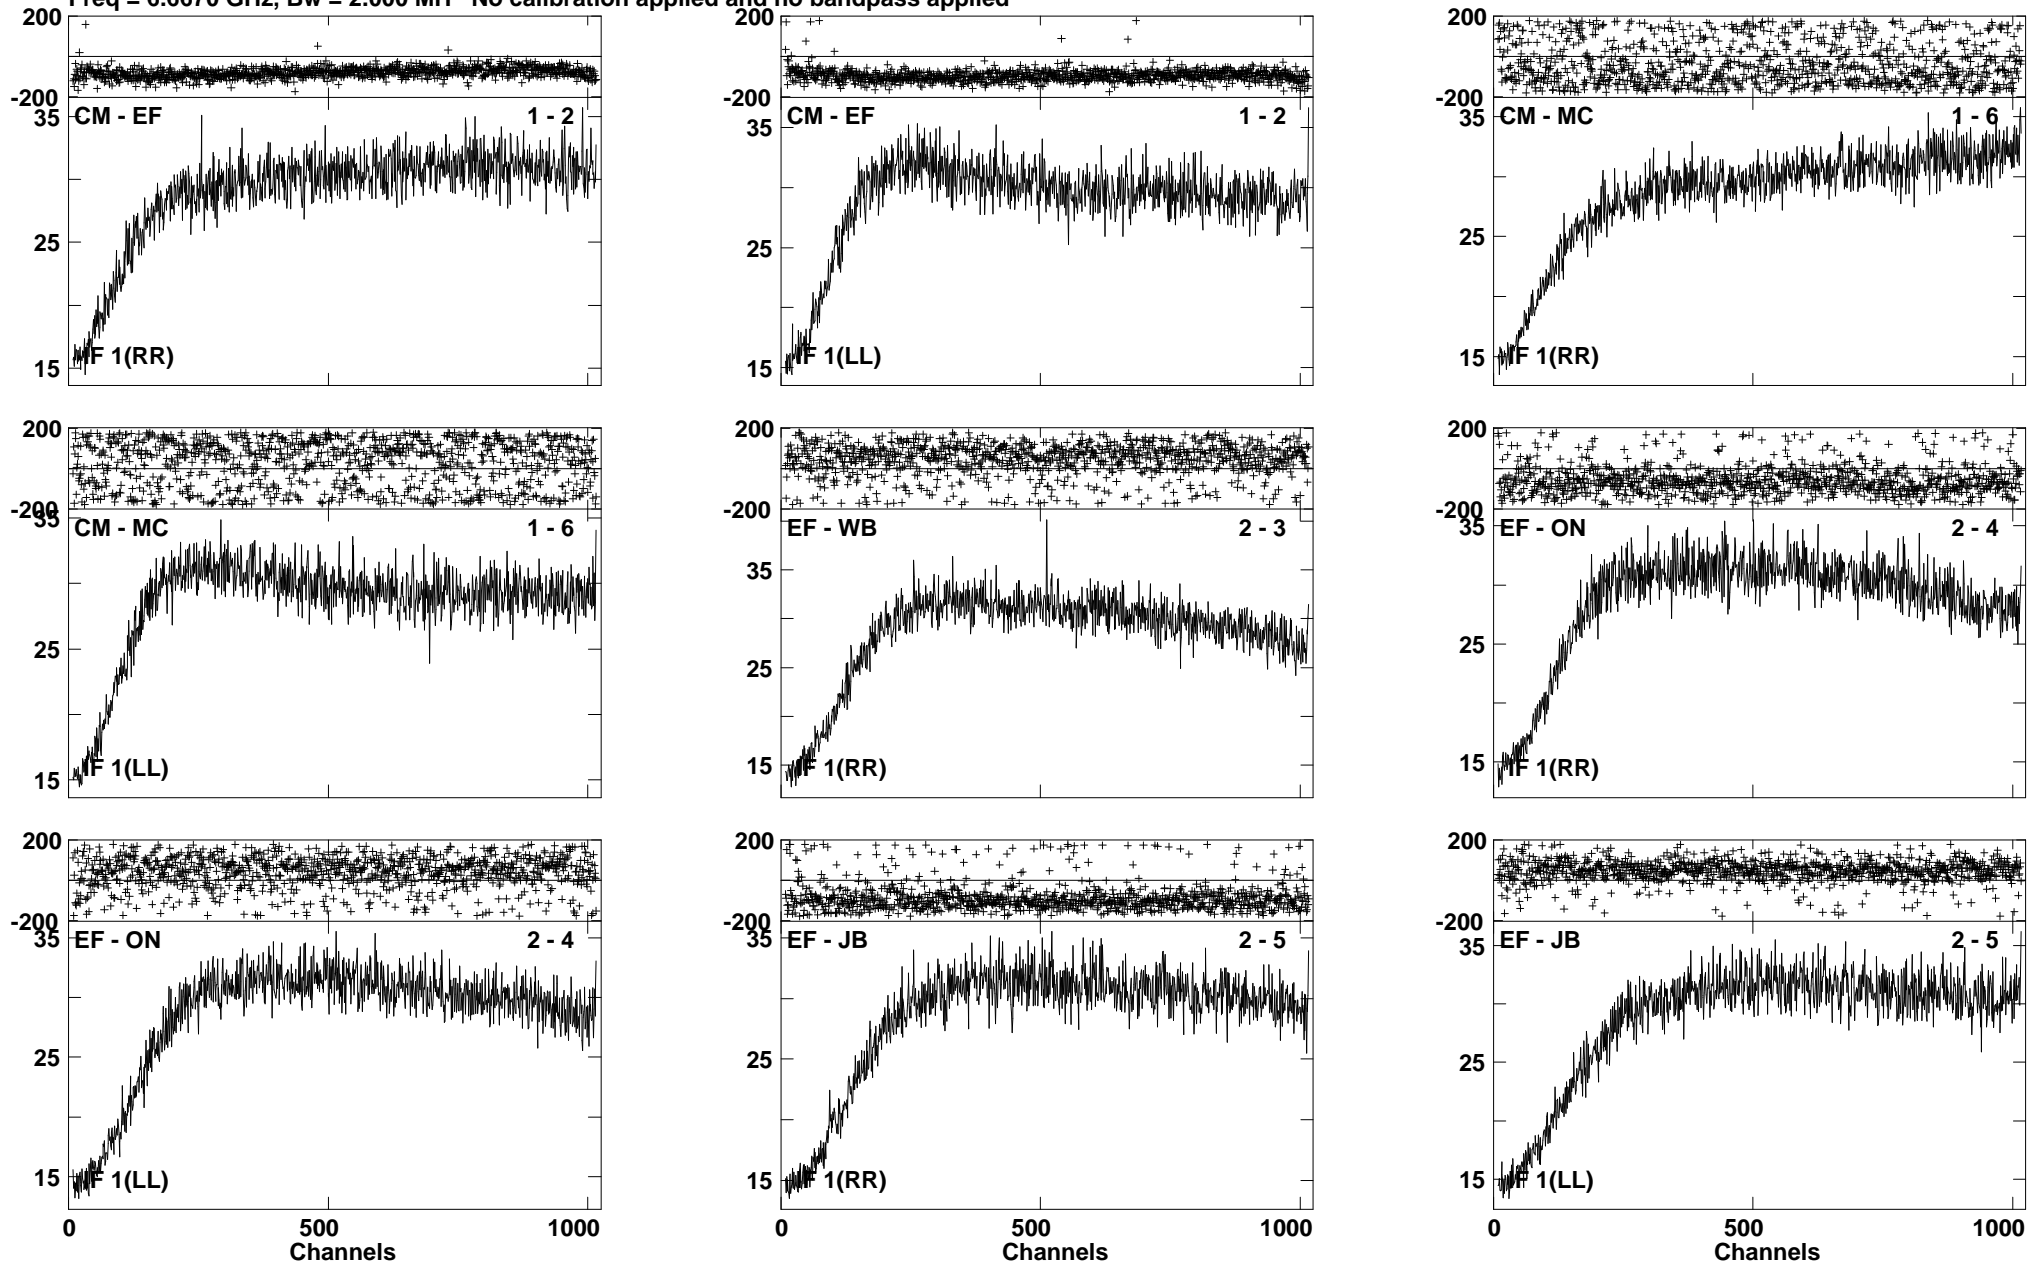 No calibration applied and no bandpass applied
200
-200
35
25
15
CM - EF 1 - 2
IF 1(RR)
-200
35
25
15
CM - EF 1 - 2
IF 1(LL)
200
-200
35
25
15
CM - MC 1 - 6
IF 1(RR)
200
-200
35
25
15
CM - MC 1 - 6
IF 1(LL)
200
-200
35
25
15
EF - WB 2 - 3
IF 1(RR)
200
-200
35
25
15
EF - ON 2 - 4
IF 1(RR)
200
-200
35
25
15
EF - ON 2 - 4
IF 1(LL)
0 500 1000
Channels
200
-200
35
25
15
EF - JB 2 - 5
IF 1(RR)
0 500 1000
Channels
200
-200
35
25
15
EF - JB 2 - 5
IF 1(LL)
0 500 1000
Channels